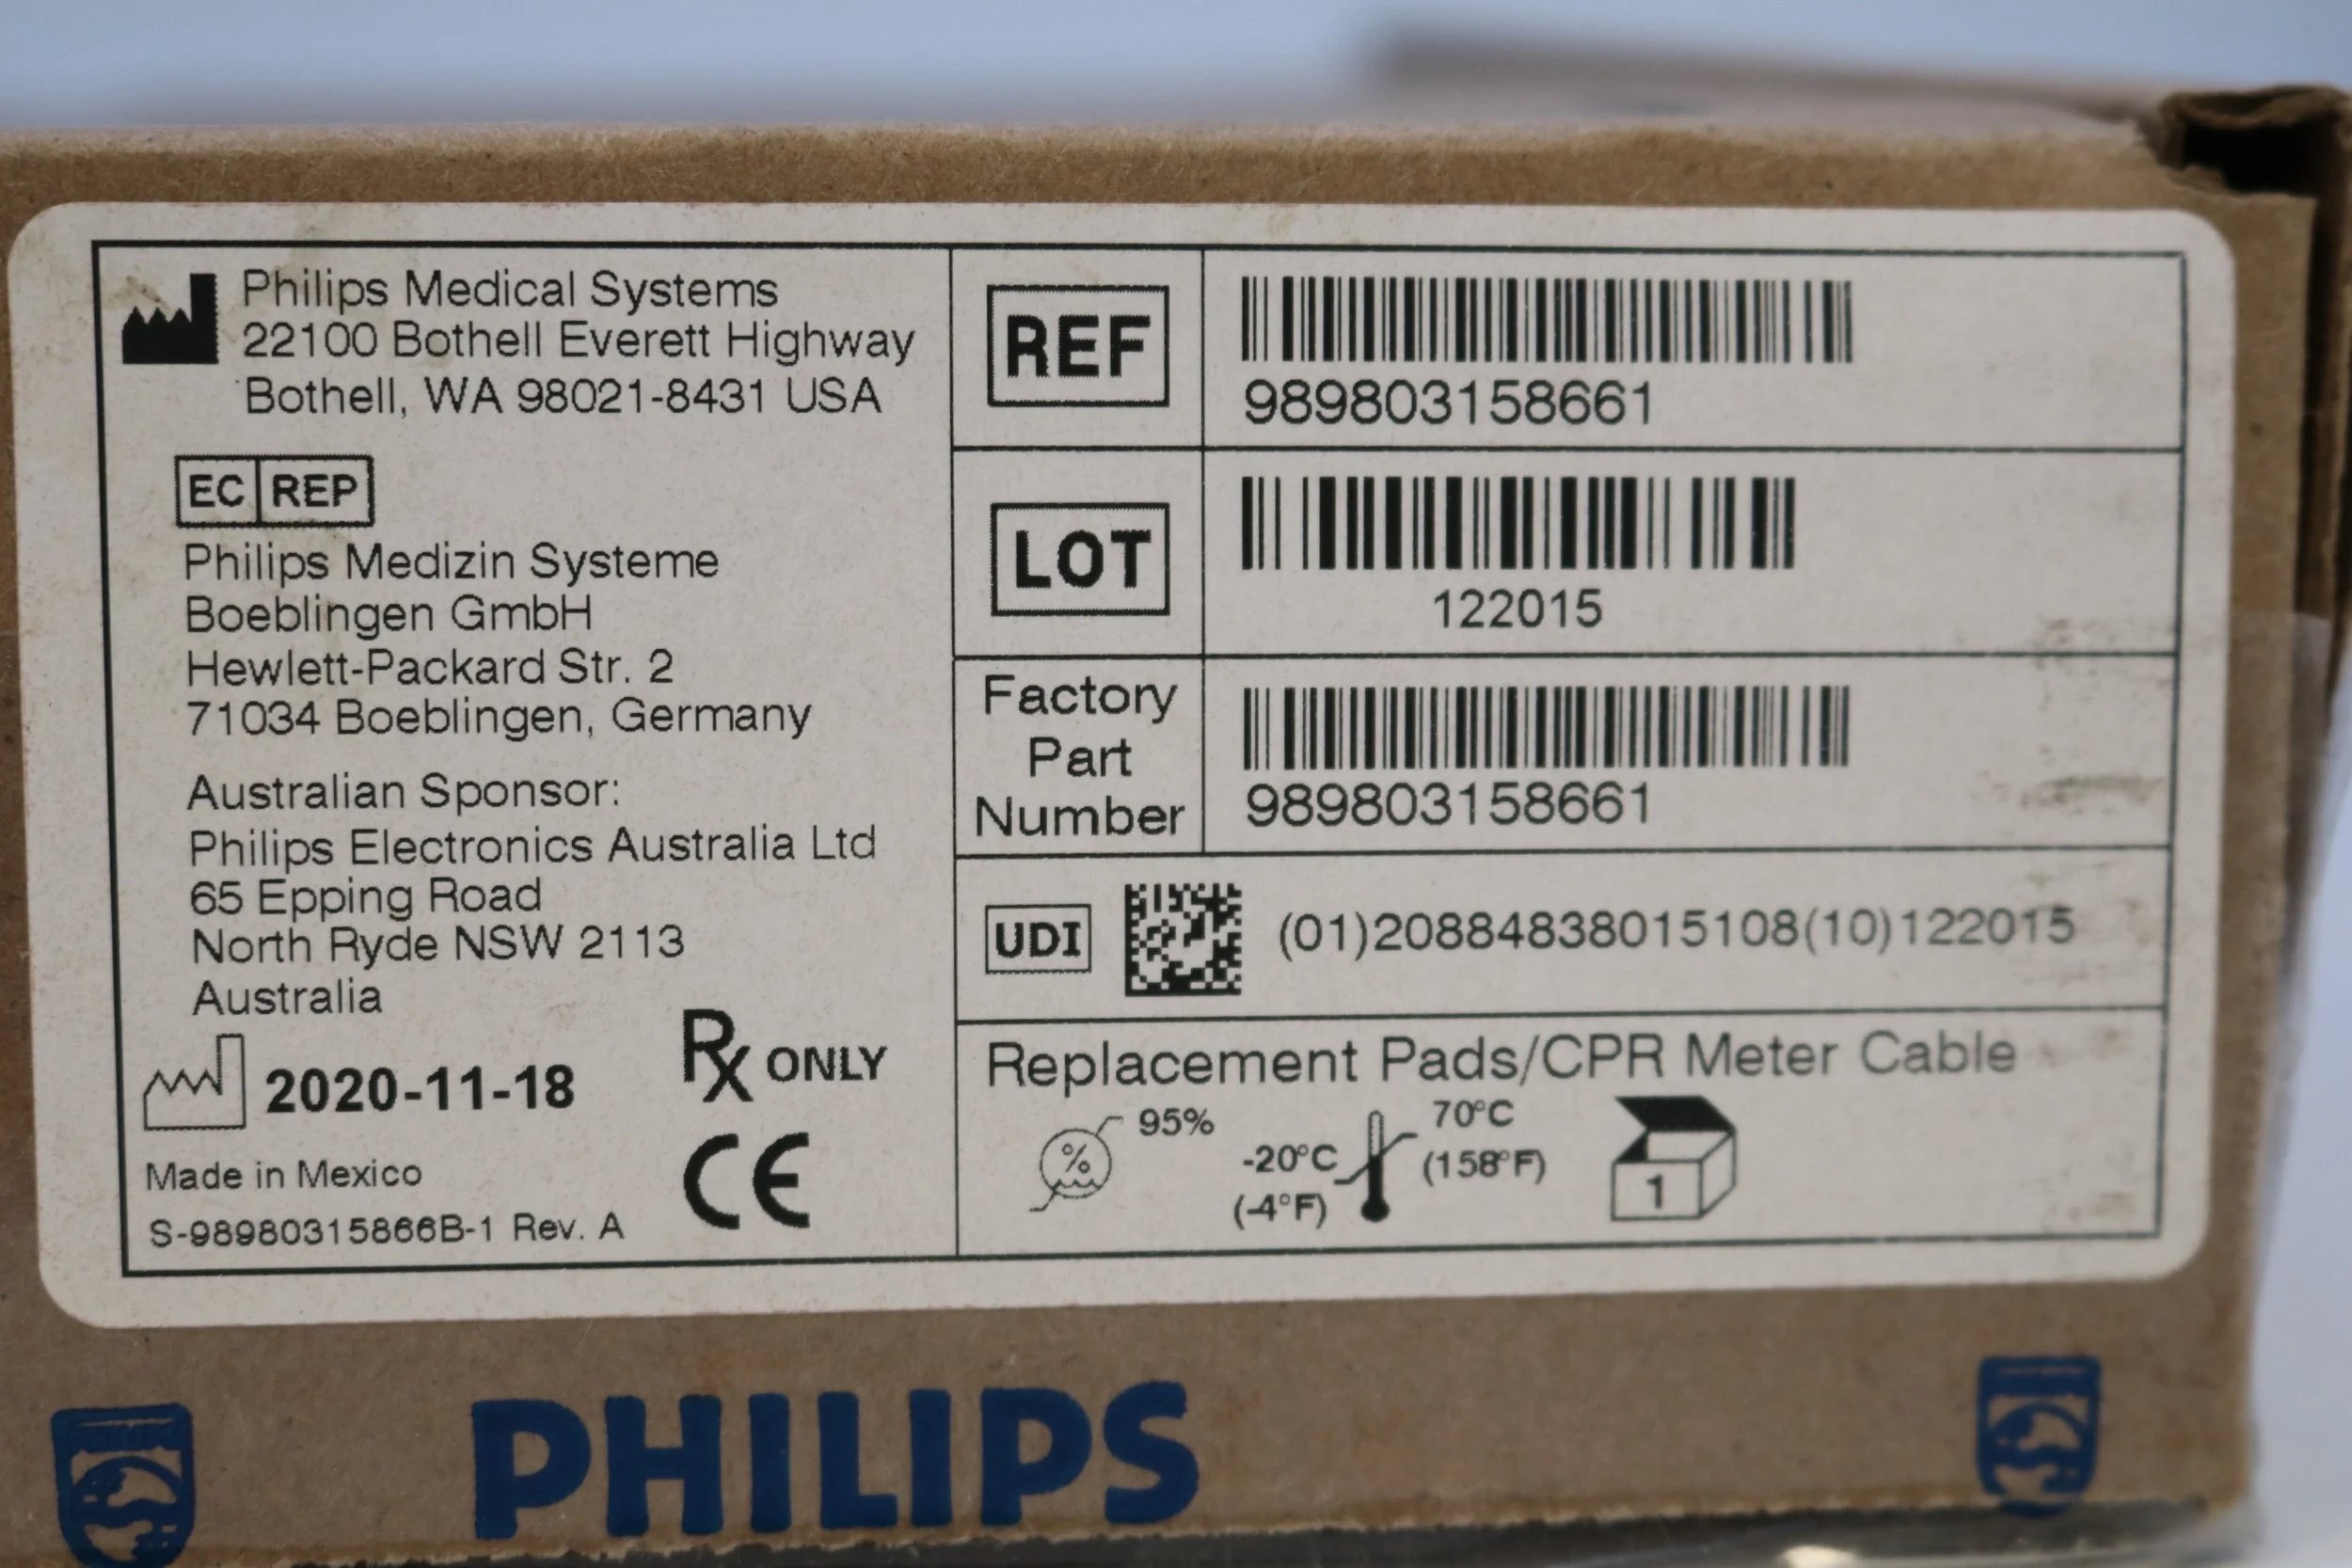 Philips Medical Systems
22100 Bothell Everett Highway
Bothell, WA 98021-8431 USA
EC REP
Philips Medizin Systeme
Boeblingen GmbH
Hewlett-Packard Str. 2
71034 Boeblingen, Germany
Australian Sponsor:
Philips Electronics Australia Ltd
65 Epping Road
North Ryde NSW 2113
Australia
2020-11-18
Rx ONLY
CE
Made in Mexico
S-98980315866B-1 Rev. A
REF
989803158661
LOT
122015
Factory
Part
Number
989803158661
UDI
(01)20884838015108(10)122015
Replacement Pads/CPR Meter Cable
%
95%
-20°C
(-4°F)
70°C
(158°F)
1
PHILIPS